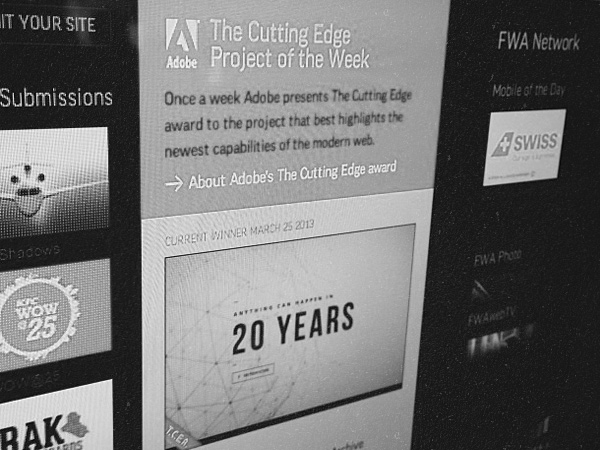 IT YOUR SITE
Submissions
Shadows
KFC
WOW
@
25
RAK
Adobe
The Cutting Edge
Project of the Week
Once a week Adobe presents The Cutting Edge
award to the project that best highlights the
newest capabilities of the modern web.
→ About Adobe's The Cutting Edge award
CURRENT WINNER MARCH 25 2013
ANYTHING CAN HAPPEN IN
20 YEARS
T.CEA
Archive
FWA Network
Mobile of the Day
SWISS
FWA Photo
FWAwebTV